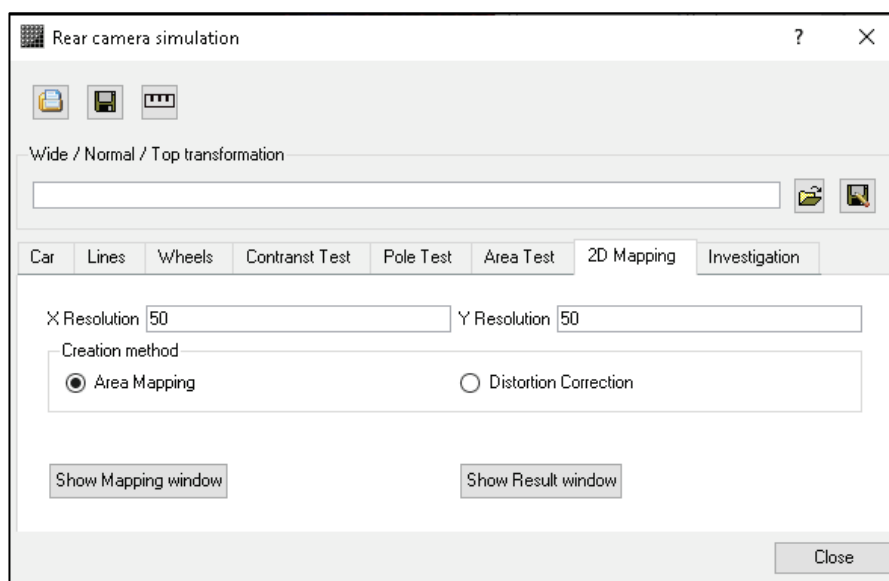 Rear camera simulation ?
Wide / Normal / Top transformation
Car Lines Wheels Contranst Test Pole Test Area Test 2D Mapping Investigation
X Resolution 50 Y Resolution 50
Creation method
Area Mapping Distortion Correction
Show Mapping window Show Result window
Close